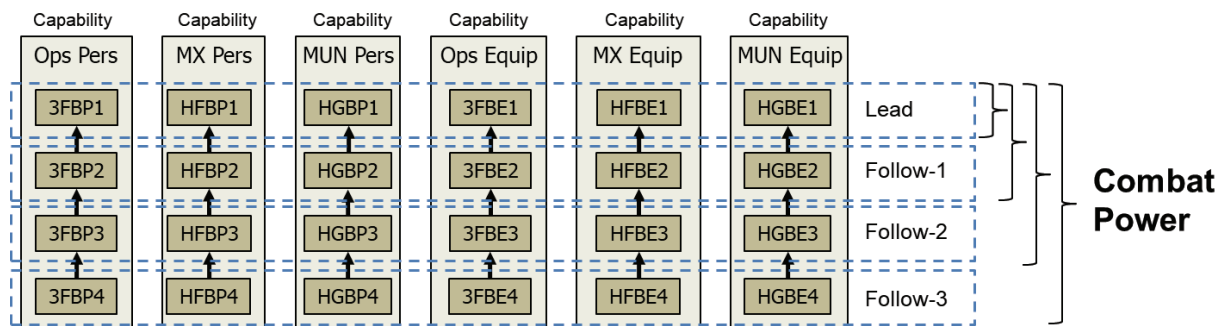 Capability Capability Capability Capability Capability Capability
Ops Pers MX Pers MUN Pers Ops Equip MX Equip MUN Equip
3FBP1 HFBP1 HGBP1 3FBE1 HFBE1 HGBE1 Lead
3FBP2 HFBP2 HGBP2 3FBE2 HFBE2 HGBE2 Follow-1
3FBP3 HFBP3 HGBP3 3FBE3 HFBE3 HGBE3 Follow-2
3FBP4 HFBP4 HGBP4 3FBE4 HFBE4 HGBE4 Follow-3
Combat
Power